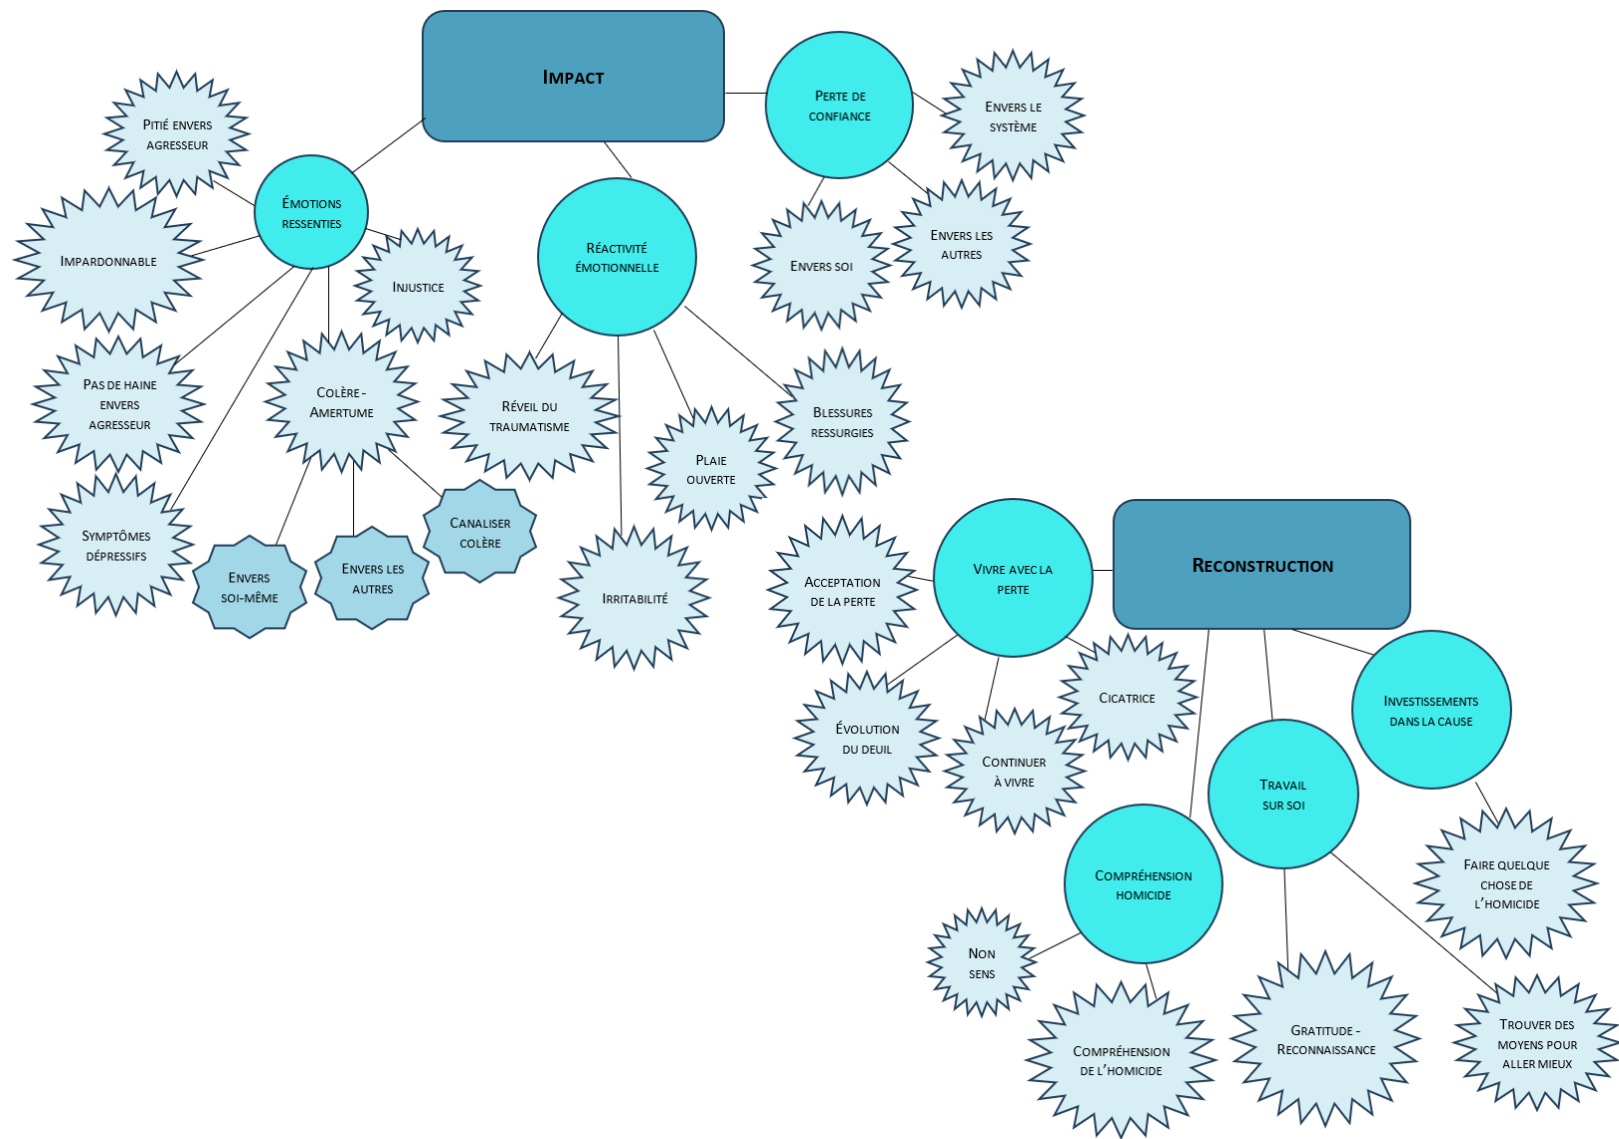 Impact
Perte de
confiance
Envers le
système
Envers les
autres
Envers soi
Pitié envers
agresseur
Émotions
ressenties
Impardonnable
Injustice
Réactivité
émotionnelle
Pas de haine
envers
agresseur
Colère -
Amertume
Symptômes
dépressifs
Envers
soi-même
Envers les
autres
Canaliser
colère
Réveil du
traumatisme
Plaie
ouverte
Blessures
ressurgies
Irritabilité
Reconstruction
Vivre avec la
perte
Acceptation
de la perte
Évolution
du deuil
Continuer
à vivre
Cicatrice
Investissements
dans la cause
Travail
sur soi
Compréhension
homicide
Faire quelque
chose de
l'homicide
Non
sens
Compréhension
de l'homicide
Gratitude -
Reconnaissance
Trouver des
moyens pour
aller mieux